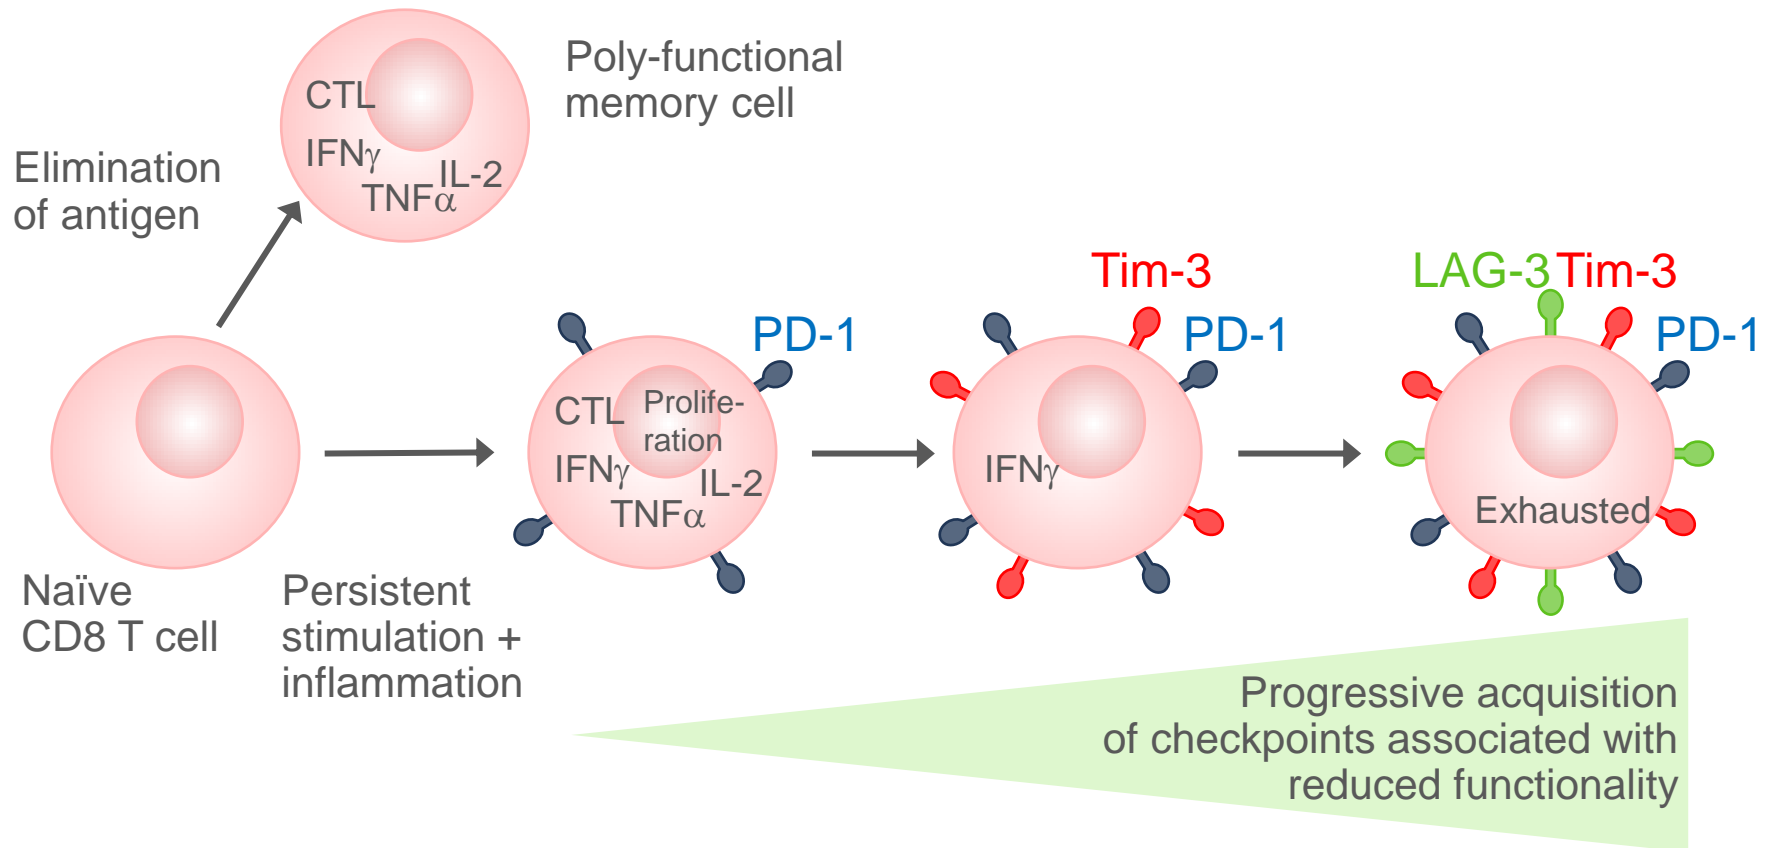 Poly-functional
memory cell
CTL
IFNγ
IL-2
TNFα
Elimination
of antigen
Naïve
CD8 T cell
Persistent
stimulation +
inflammation
PD-1
CTL
Prolife-
ration
IFNγ
IL-2
TNFα
Tim-3
PD-1
IFNγ
LAG-3 Tim-3
PD-1
Exhausted
Progressive acquisition
of checkpoints associated with
reduced functionality